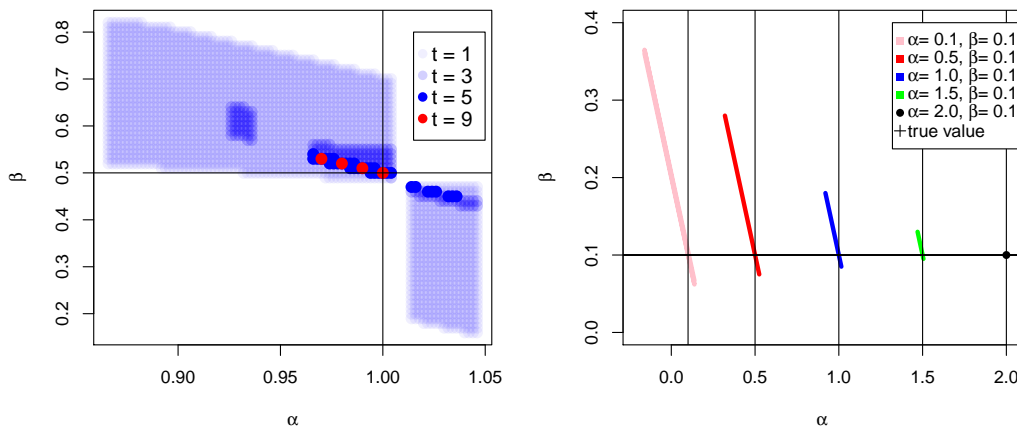 0.8
0.7
0.6
0.5
0.4
0.3
0.2
β
t = 1
t = 3
t = 5
t = 9
0.90
0.95
1.00
1.05
α
0.4
0.3
0.2
0.1
0.0
β
α= 0.1, β= 0.1
α= 0.5, β= 0.1
α= 1.0, β= 0.1
α= 1.5, β= 0.1
α= 2.0, β= 0.1
true value
0.0
0.5
1.0
1.5
2.0
α